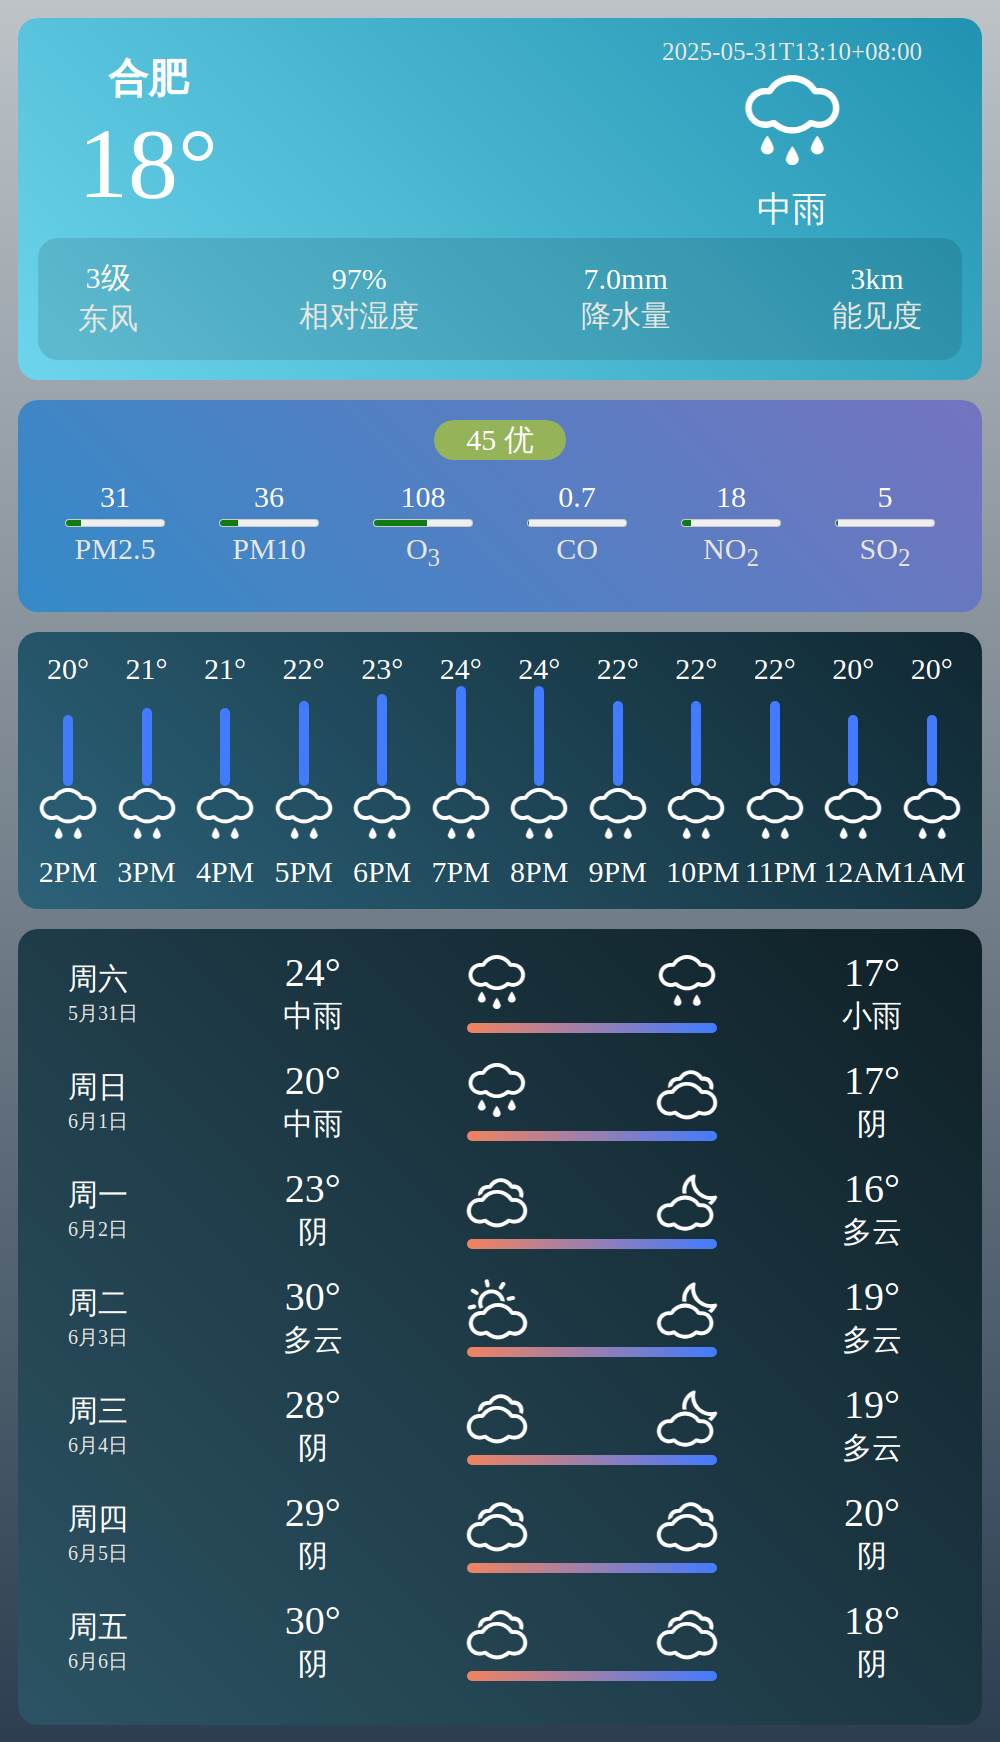 合肥
18°
2025-05-31T13:10+08:00
中雨
3级 97% 7.0mm 3km
东风 相对湿度 降水量 能见度
45 优
31 36 108 0.7 18 5
PM2.5 PM10 O3 CO NO2 SO2
20° 21° 21° 22° 23° 24° 24° 22° 22° 22° 20° 20°
2PM 3PM 4PM 5PM 6PM 7PM 8PM 9PM 10PM 11PM 12AM 1AM
周六 24° 17°
5月31日 中雨 小雨
周日 20° 17°
6月1日 中雨 阴
周一 23° 16°
6月2日 阴 多云
周二 30° 19°
6月3日 多云 多云
周三 28° 19°
6月4日 阴 多云
周四 29° 20°
6月5日 阴 阴
周五 30° 18°
6月6日 阴 阴